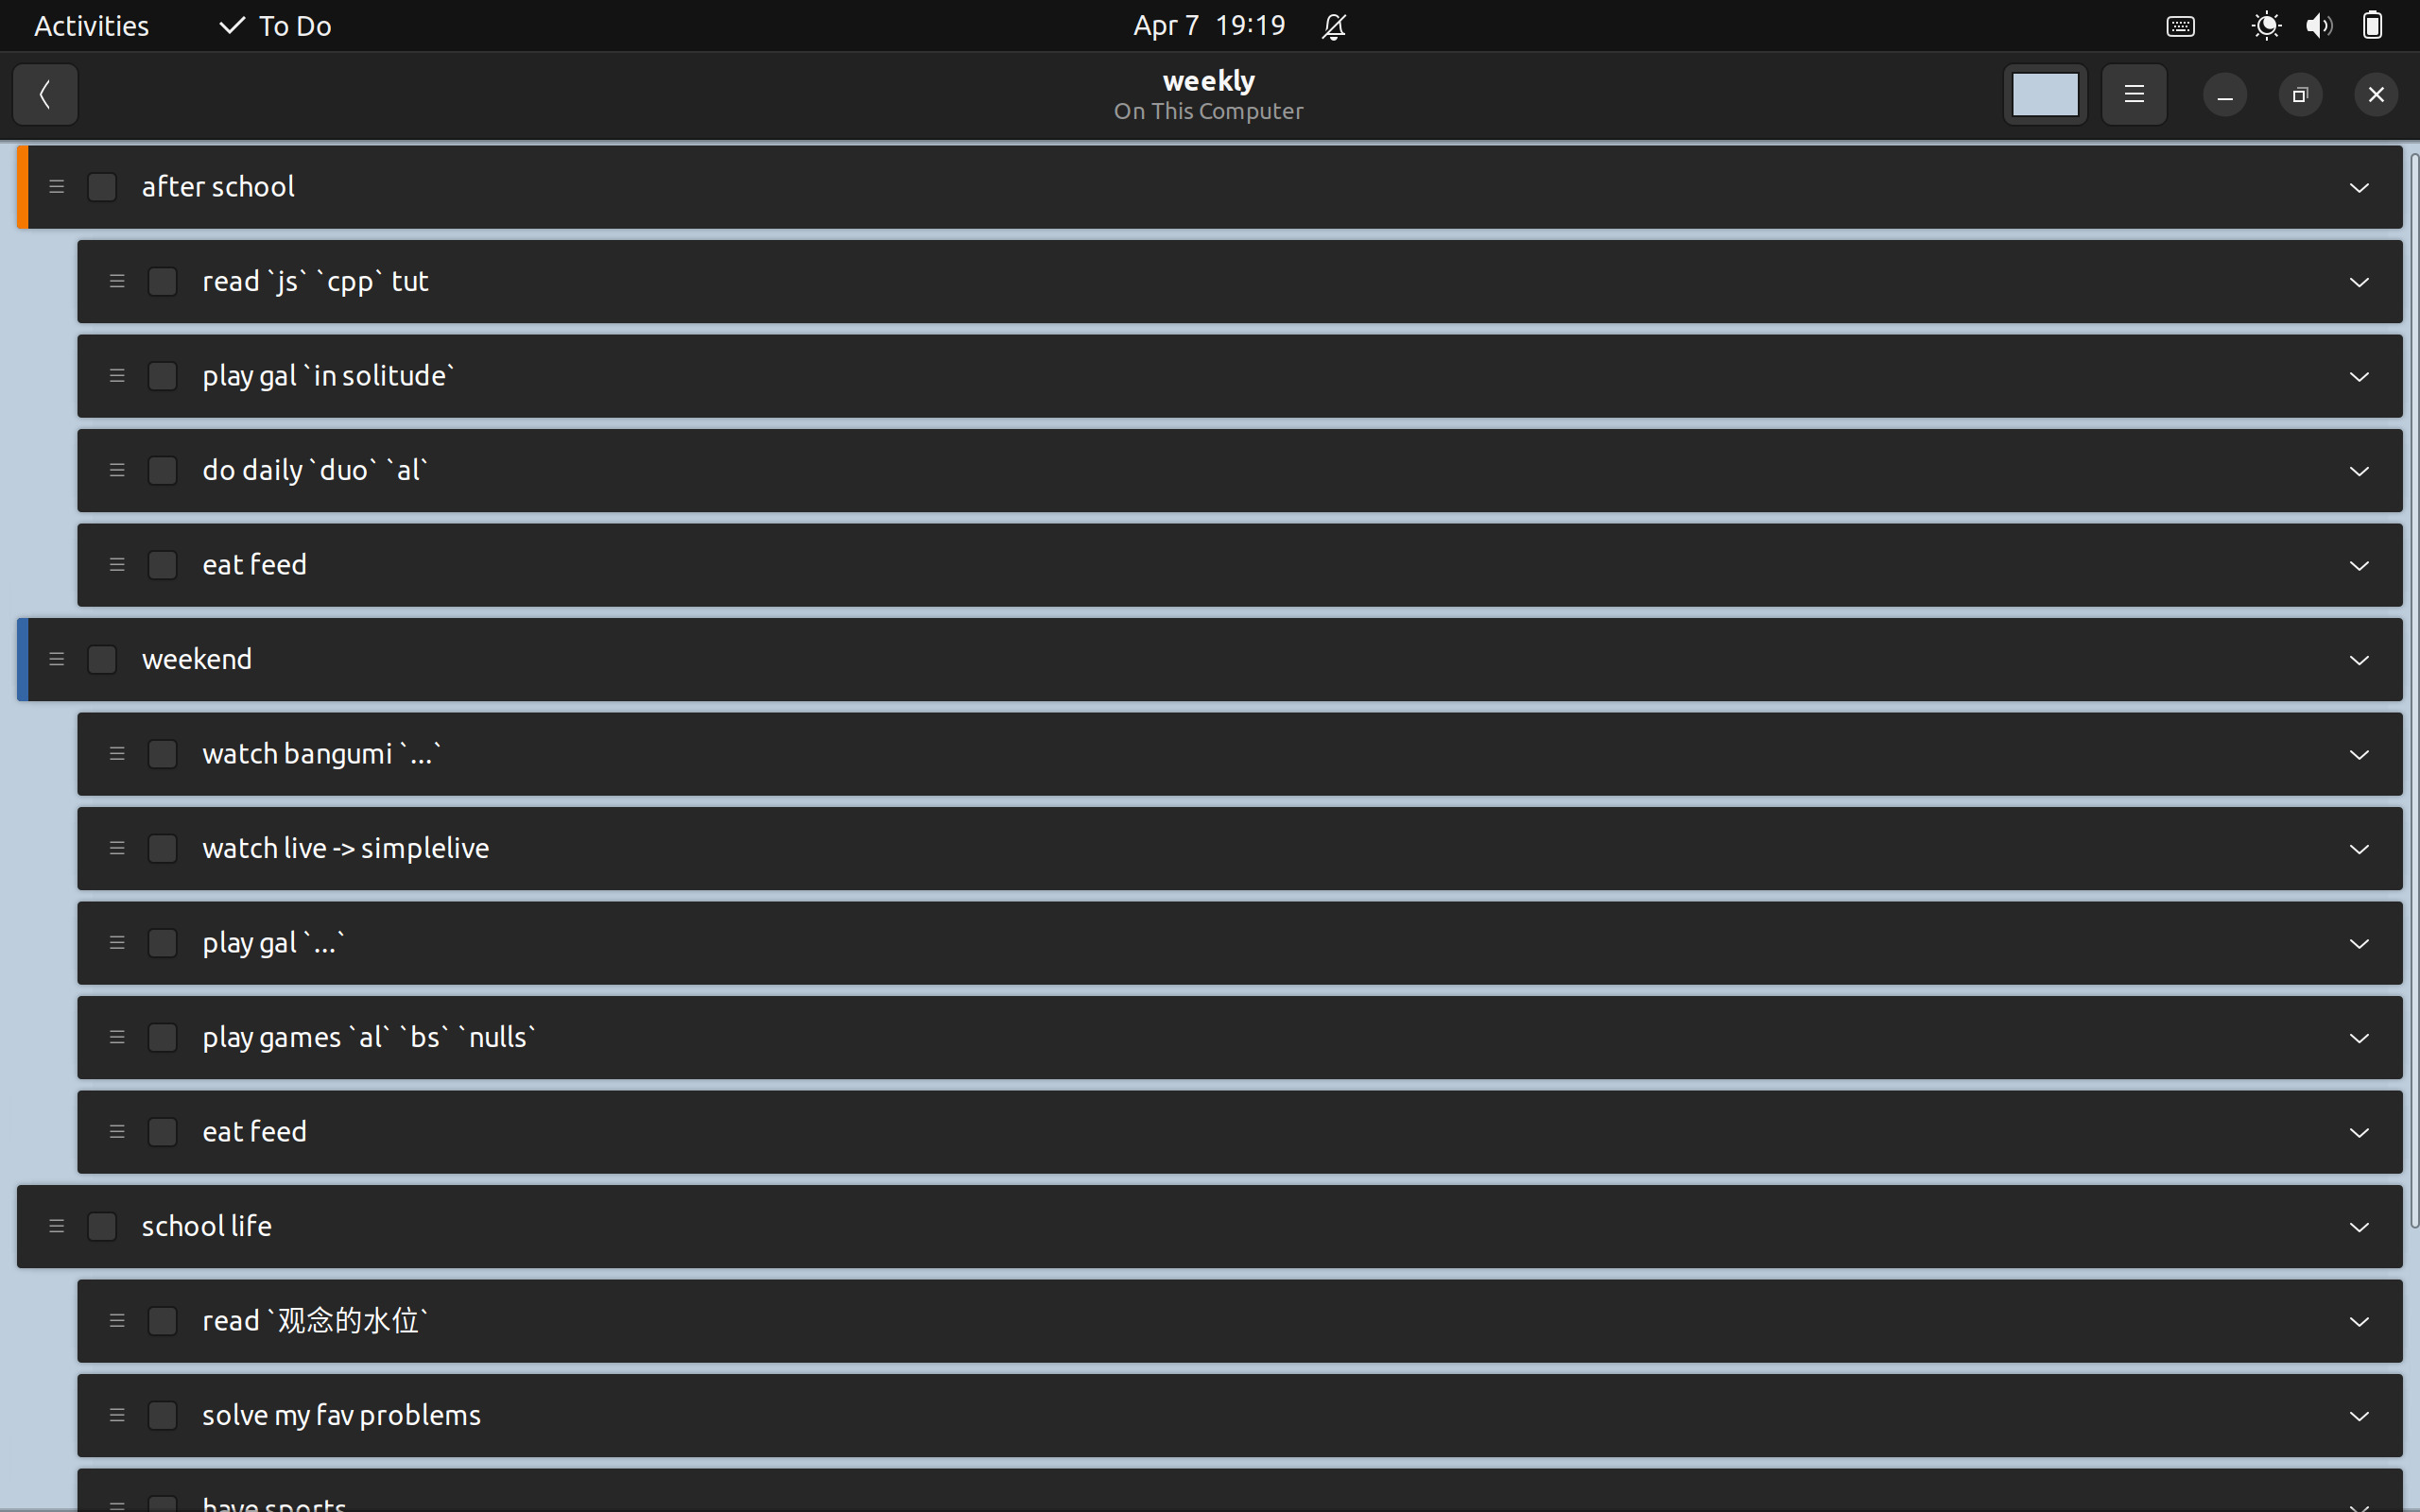 Activities
To Do
Apr 7 19:19
weekly
On This Computer
after school
read `js` `cpp` tut
play gal `in solitude`
do daily `duo` `al`
eat feed
weekend
watch bangumi `...`
watch live -> simplelive
play gal `...`
play games `al` `bs` `nulls`
eat feed
school life
read `观念的水位`
solve my fav problems
have sports